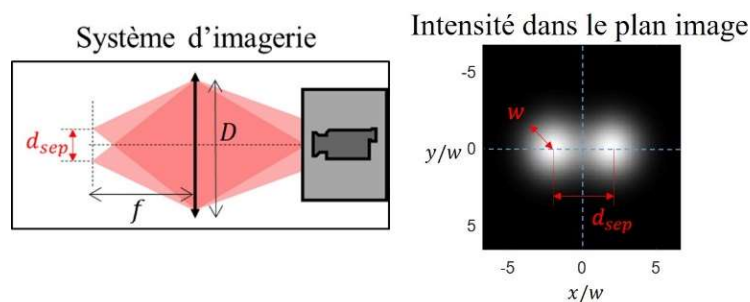 Système d'imagerie
d_sep
D
f
Intensité dans le plan image
-5
w
y/w 0
d_sep
5
-5 0 5
x/w